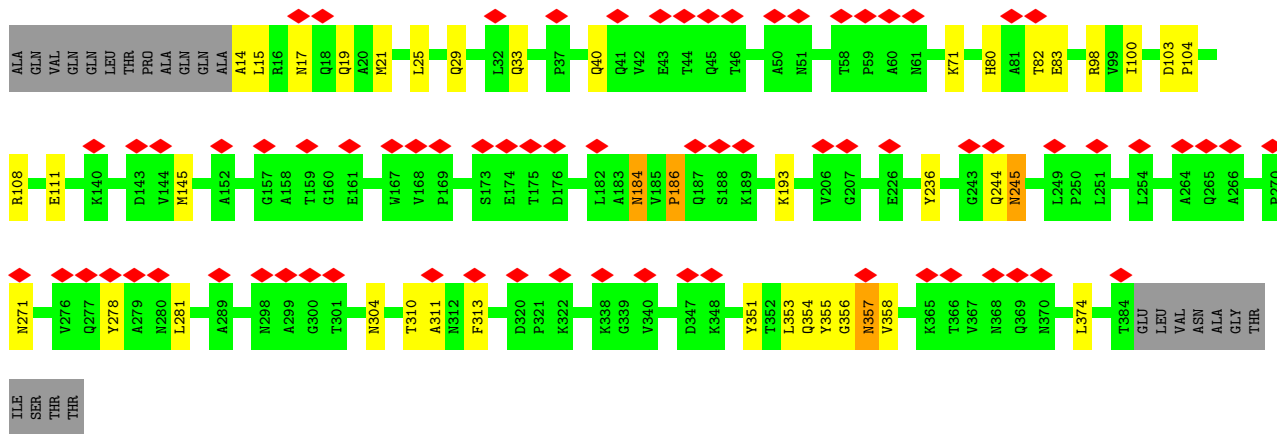 ALA GLN VAL GLN GLN LEU THR PRO ALA GLN GLN ALA A14 L15 R16 N17 Q18 Q19 A20 M21 L25 Q29 L32 Q33 P37 Q40 Q41 V42 E43 T44 Q45 T46 A50 N51 T58 P59 A60 N61 K71 H80 A81 T82 E83 R98 V99 I100 D103 P104
R108 E111 K140 D143 V144 M145 A152 G157 A158 T159 G160 E161 W167 V168 P169 S173 E174 T175 D176 L182 A183 N184 V185 P186 Q187 S188 K189 K193 V206 G207 E226 Y236 G243 Q244 N245 L249 P250 L251 L254 A264 Q265 A266
N271 V276 Q277 Y278 A279 N280 L281 A289 N298 A299 G300 T301 N304 T310 A311 N312 F313 D320 P321 K322 K338 G339 V340 D347 K348 Y351 T352 L353 Q354 Y355 G356 N357 V358 K365 T366 V367 N368 Q369 N370 L374 T384 GLU LEU VAL ASN ALA GLY THR
ILE SER THR THR